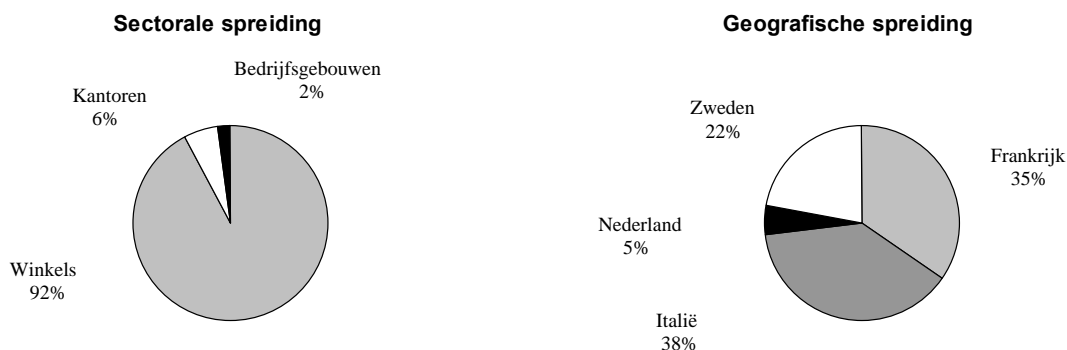 Sectorale spreiding
Bedrijfsgebouwen
2%
Kantoren
6%
Winkels
92%
Geografische spreiding
Zweden
22%
Frankrijk
35%
Nederland
5%
Italië
38%